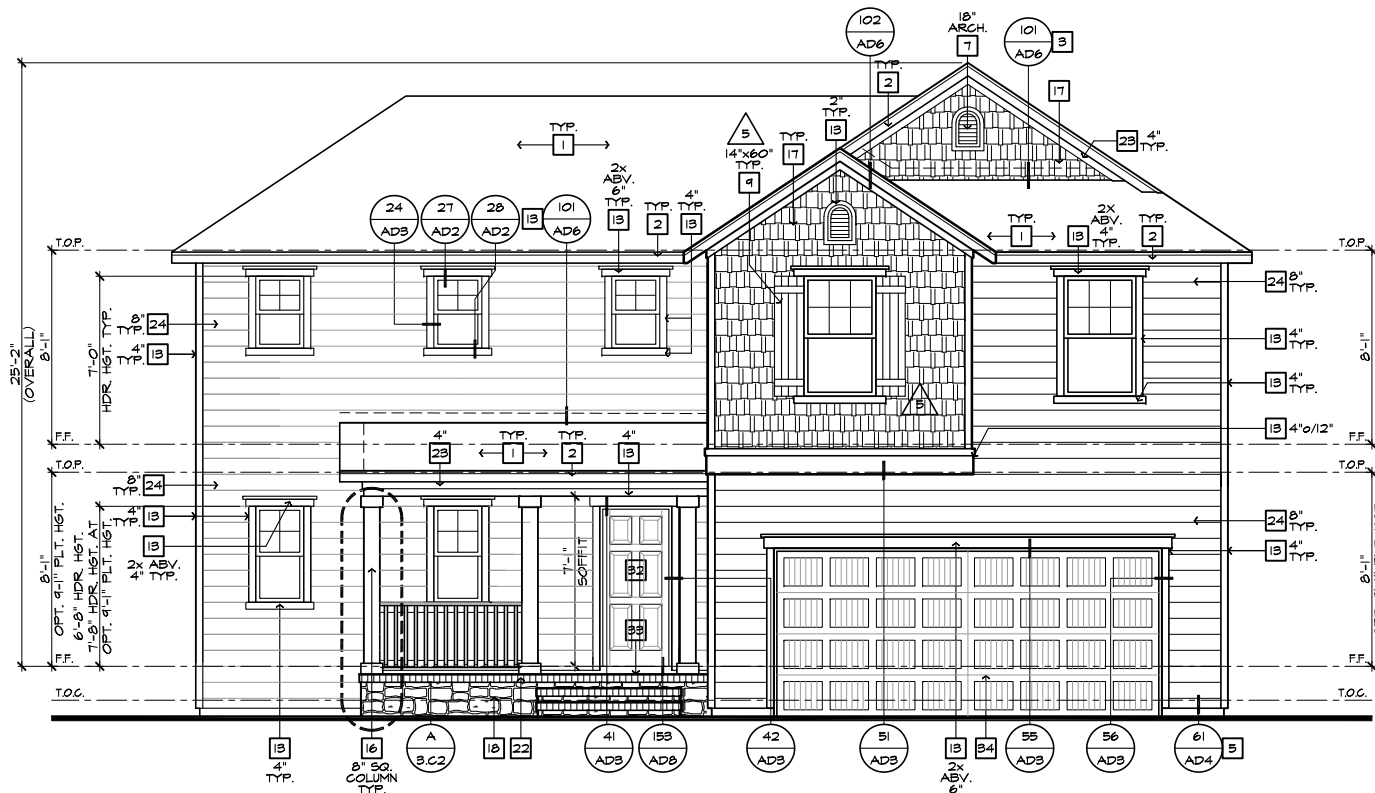 102
AD6
18"
ARCH.
7
101
AD6
3
TYP.
2
17
2"
TYP.
13
23
4"
TYP.
5
14"x60"
TYP.
9
TYP.
17
TYP.
1
2x
ABV.
6"
TYP.
13
24
AD3
27
AD2
28
AD2
13
101
AD6
TYP.
2
4"
TYP.
13
TYP.
1
2x
ABV.
4"
TYP.
13
TYP.
2
T.O.P.
T.O.P.
25'-2"
(OVERALL)
8'-1"
7'-0"
HDR. HGT. TYP.
8"
TYP.
24
4"
TYP.
13
24
8"
TYP.
13
4"
TYP.
13
4"
TYP.
8'-1"
5
13
4"o/12"
F.F.
F.F.
4"
23
TYP.
1
TYP.
2
4"
13
T.O.P.
T.O.P.
8"
TYP.
24
4"
TYP.
13
13
2x ABV.
4" TYP.
8'-1"
OPT. 9'-1" PLT. HGT.
6'-8" HDR. HGT.
7'-8" HDR. HGT. AT
OPT. 9'-1" PLT. HGT.
7'-1"
SOFFIT
32
33
24
8"
TYP.
13
4"
TYP.
8'-1"
F.F.
F.F.
T.O.C.
T.O.C.
13
4"
TYP.
16
8" SQ.
COLUMN
TYP.
A
3.C2
18
22
41
AD3
153
AD8
42
AD3
51
AD3
13
2x
ABV.
6"
34
55
AD3
56
AD3
61
AD4
5